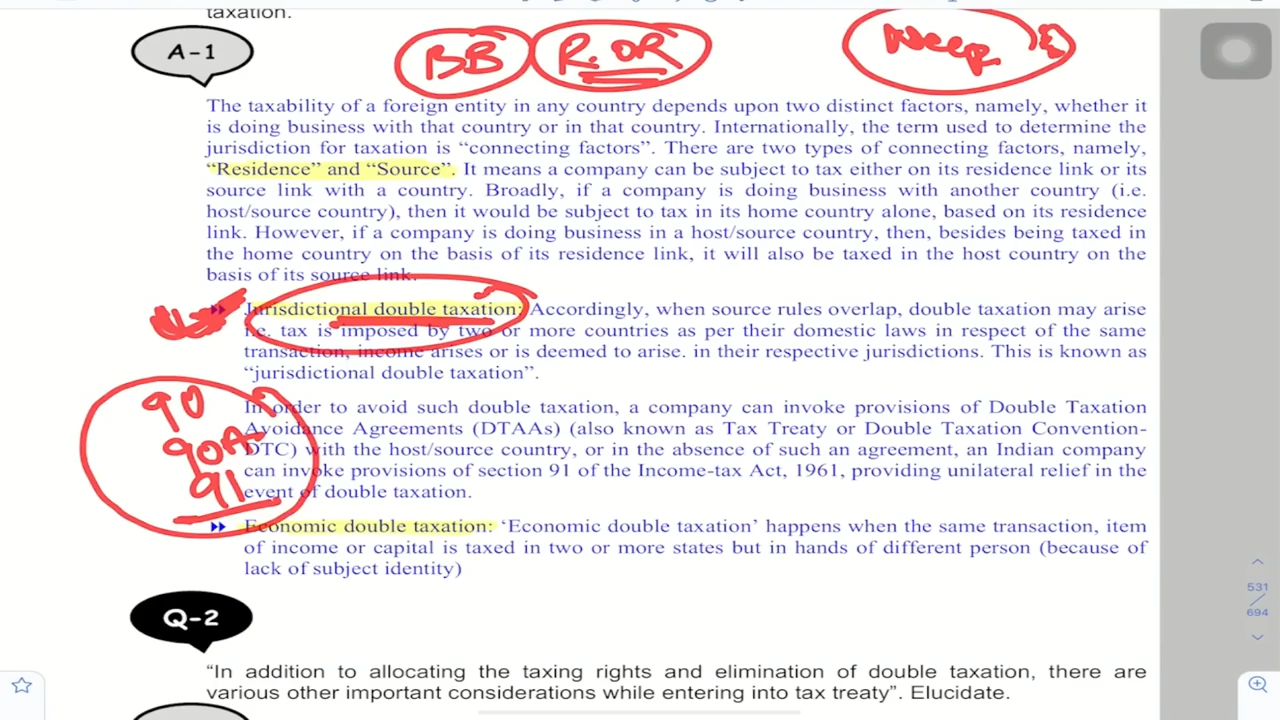 taxation.
A-1
BB
R. OR
The taxability of a foreign entity in any country depends upon two distinct factors, namely, whether it
is doing business with that country or in that country. Internationally, the term used to determine the
jurisdiction for taxation is “connecting factors”. There are two types of connecting factors, namely,
“Residence” and “Source”. It means a company can be subject to tax either on its residence link or its
source link with a country. Broadly, if a company is doing business with another country (i.e.
host/source country), then it would be subject to tax in its home country alone, based on its residence
link. However, if a company is doing business in a host/source country, then, besides being taxed in
the home country on the basis of its residence link, it will also be taxed in the host country on the
basis of its source link.
Jurisdictional double taxation: Accordingly, when source rules overlap, double taxation may arise
i.e. tax is imposed by two or more countries as per their domestic laws in respect of the same
transaction, income arises or is deemed to arise. in their respective jurisdictions. This is known as
“jurisdictional double taxation”.
90
90A
91
In order to avoid such double taxation, a company can invoke provisions of Double Taxation
Avoidance Agreements (DTAAs) (also known as Tax Treaty or Double Taxation Convention-
DTC) with the host/source country, or in the absence of such an agreement, an Indian company
can invoke provisions of section 91 of the Income-tax Act, 1961, providing unilateral relief in the
event of double taxation.
Economic double taxation: ‘Economic double taxation’ happens when the same transaction, item
of income or capital is taxed in two or more states but in hands of different person (because of
lack of subject identity)
531
694
Q-2
“In addition to allocating the taxing rights and elimination of double taxation, there are
various other important considerations while entering into tax treaty”. Elucidate.